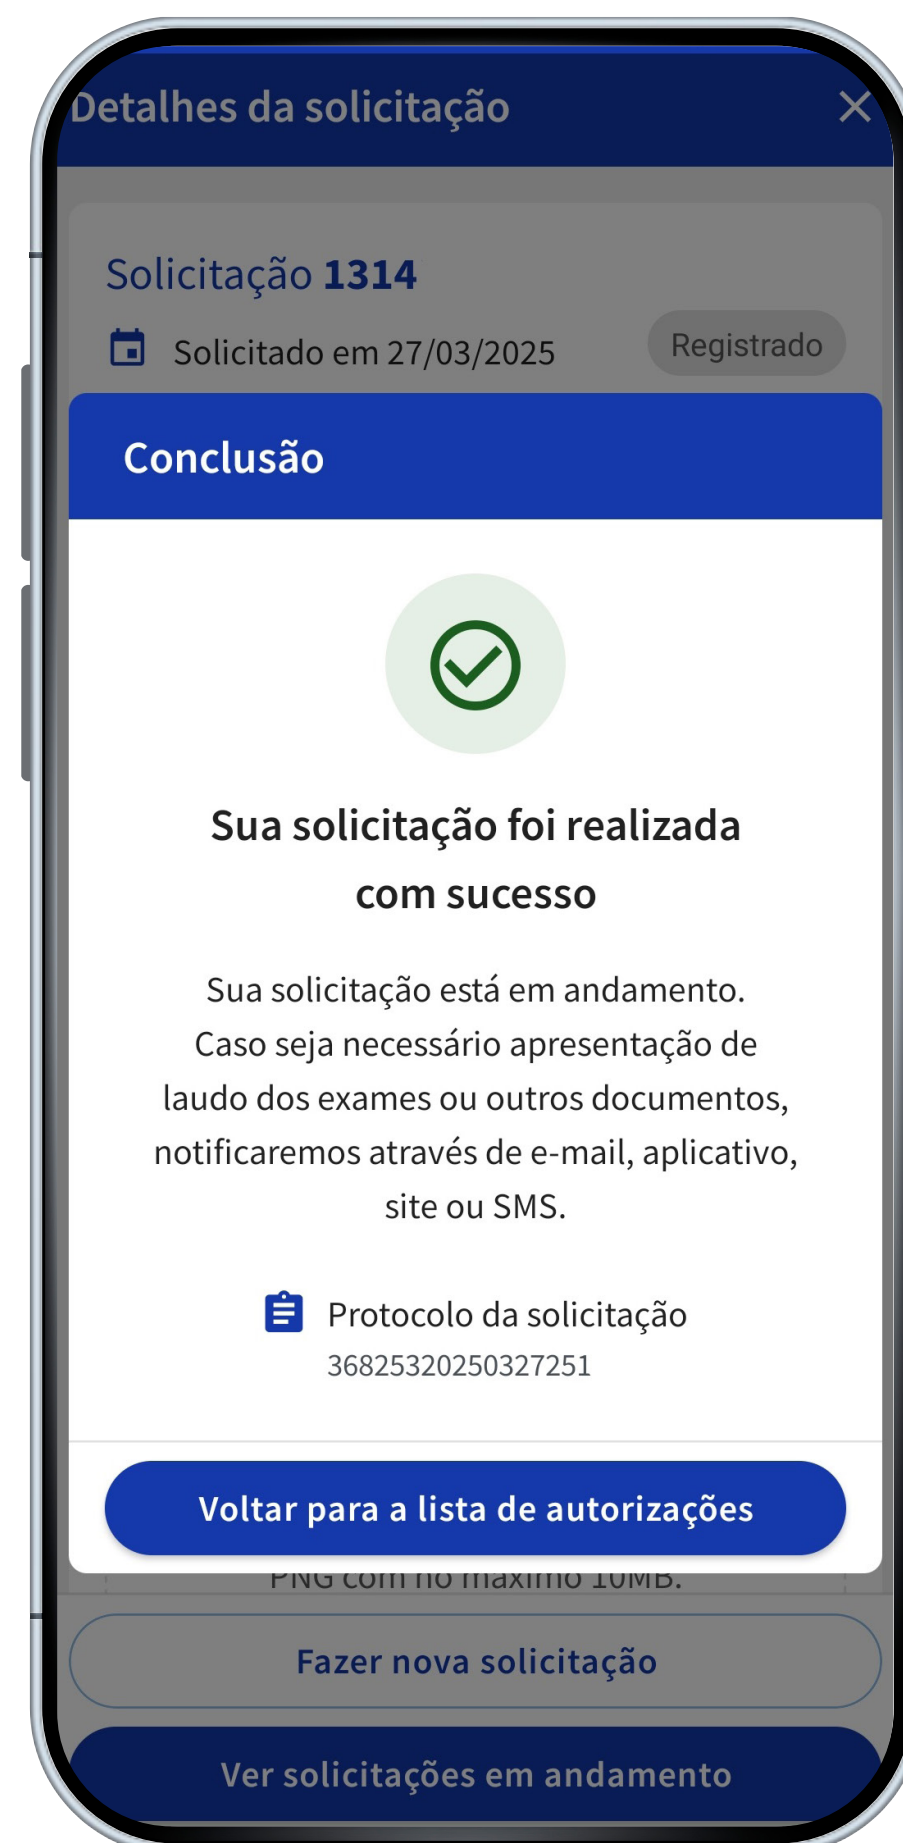 Detalhes da solicitação
Solicitação 1314
Solicitado em 27/03/2025
Registrado
Conclusão
Sua solicitação foi realizada
com sucesso
Sua solicitação está em andamento.
Caso seja necessário apresentação de
laudo dos exames ou outros documentos,
notificaremos através de e-mail, aplicativo,
site ou SMS.
Protocolo da solicitação
36825320250327251
Voltar para a lista de autorizações
PNG com no máximo 10MB.
Fazer nova solicitação
Ver solicitações em andamento